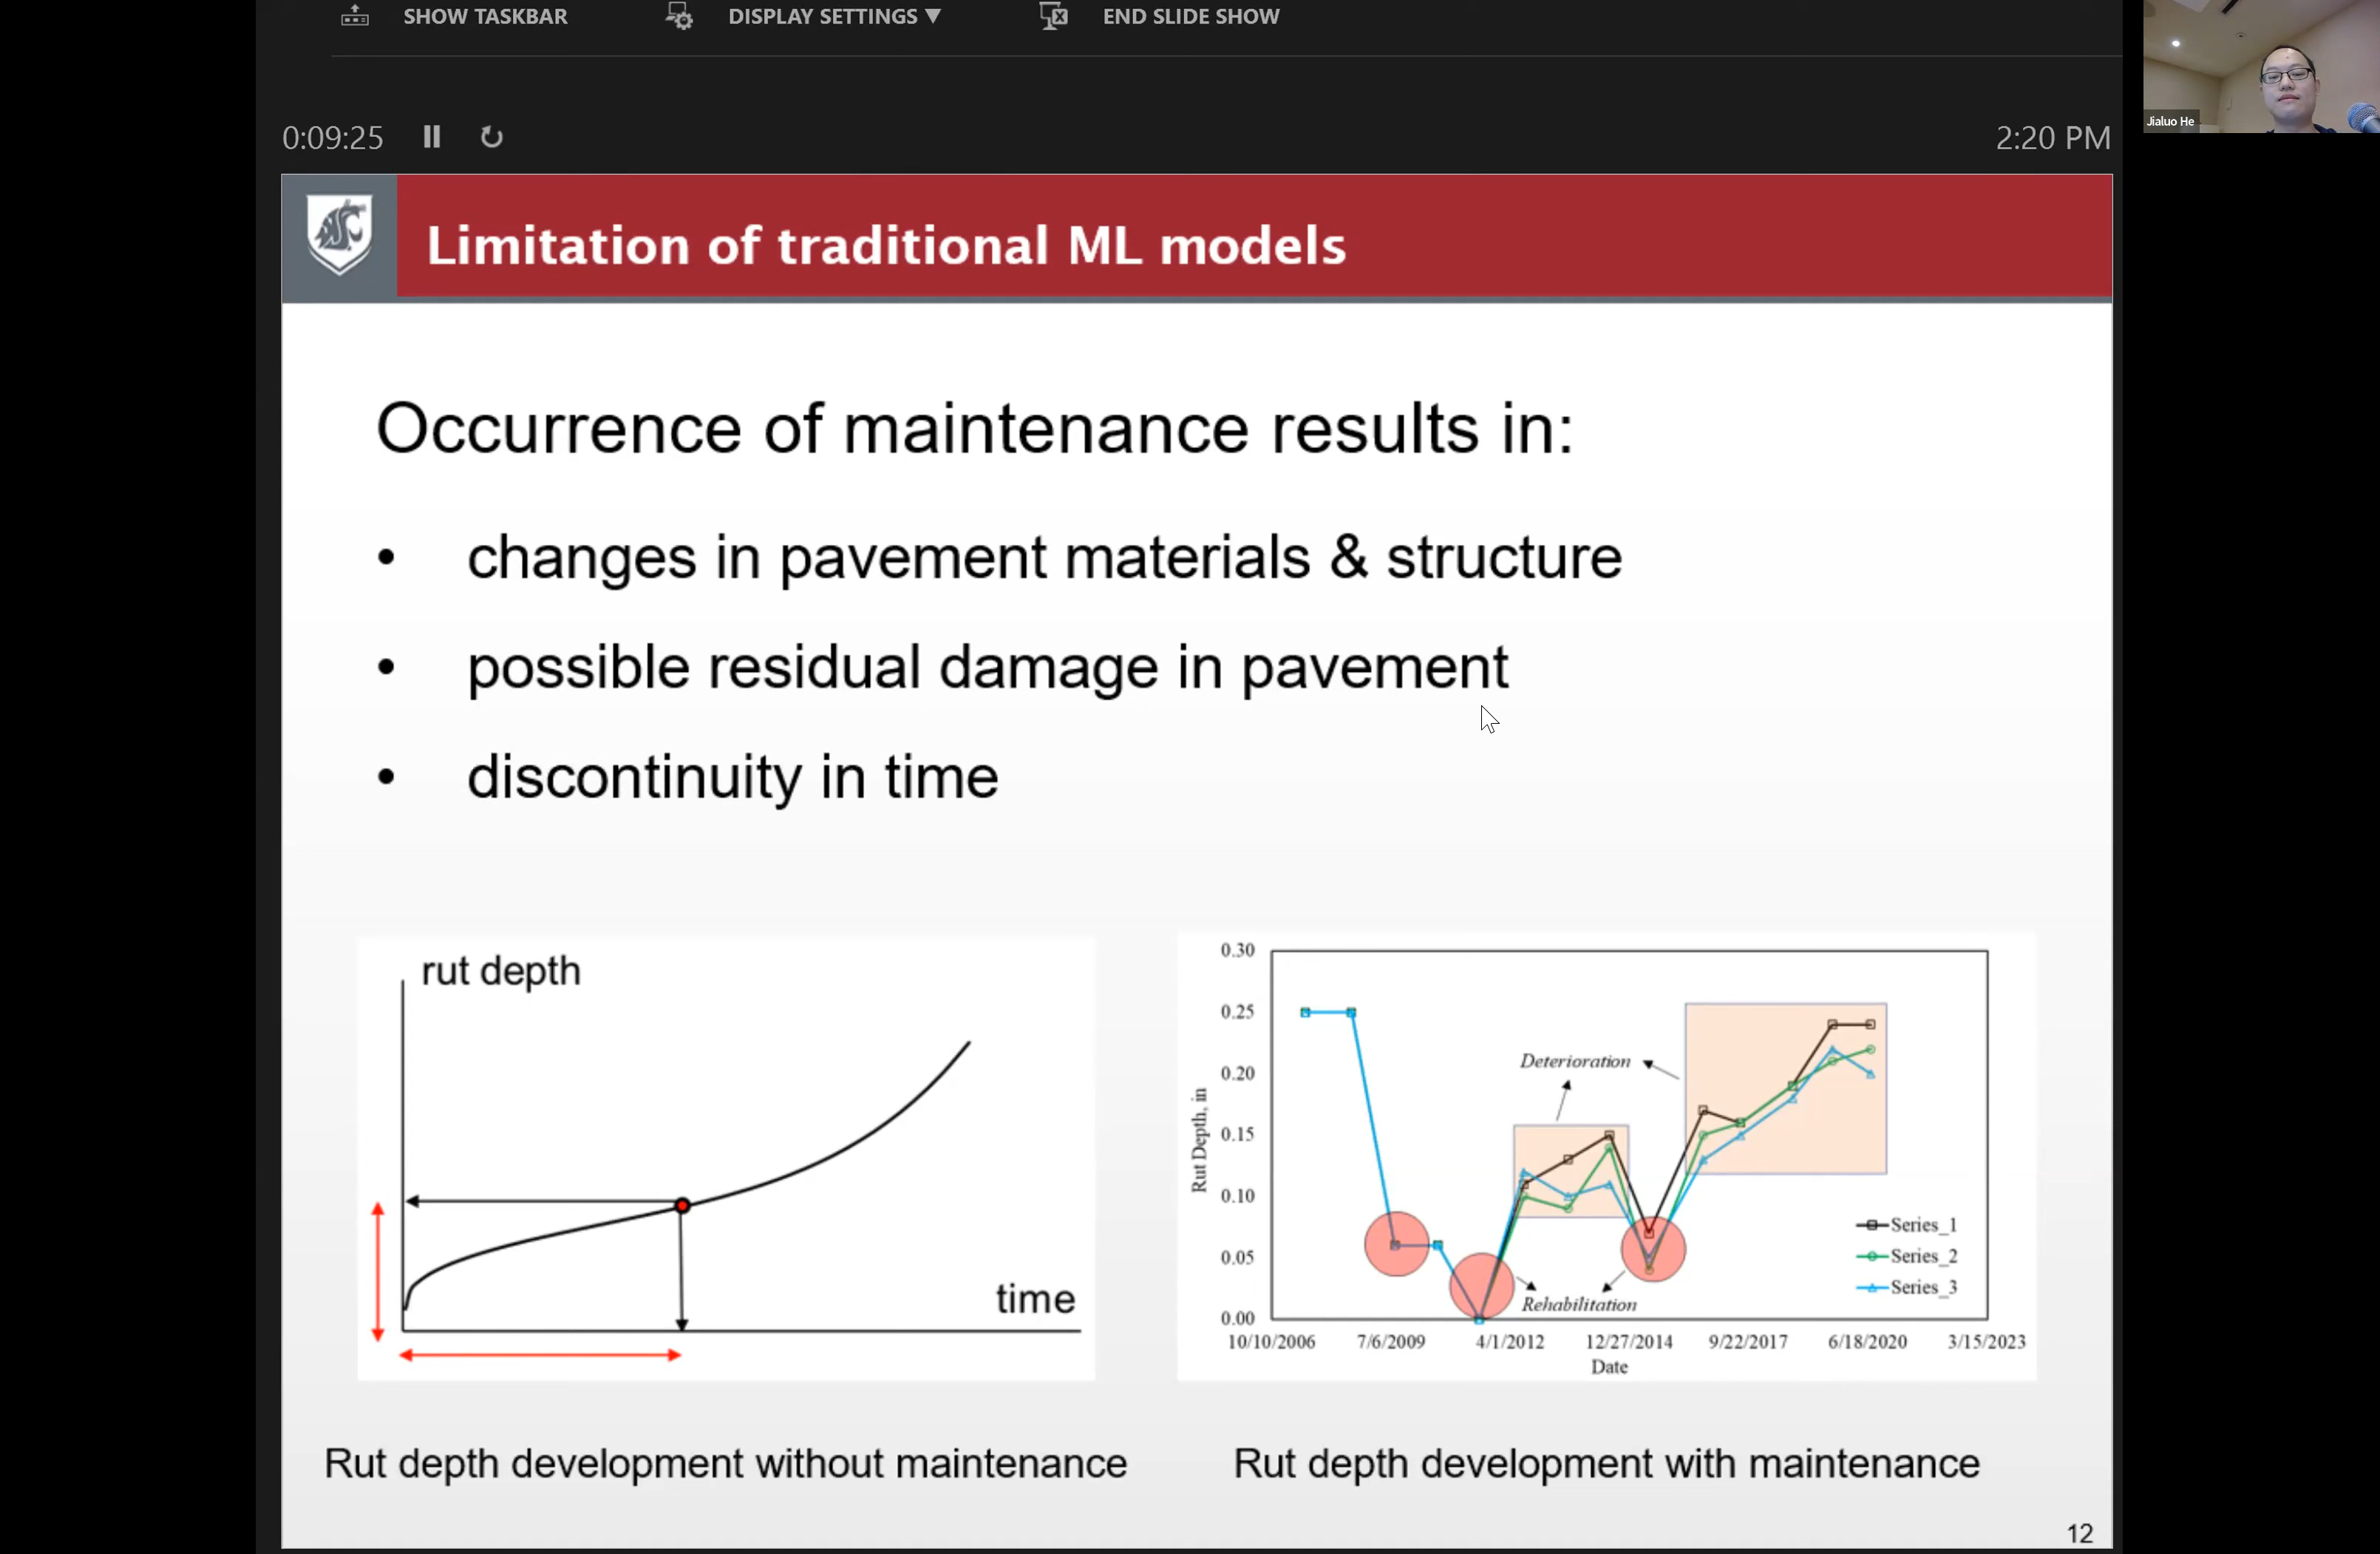 SHOW TASKBAR DISPLAY SETTINGS ▼ END SLIDE SHOW
Jialuo He
0:09:25 2:20 PM
Limitation of traditional ML models
Occurrence of maintenance results in:
• changes in pavement materials & structure
• possible residual damage in pavement
• discontinuity in time
rut depth
time
Rut depth development without maintenance
0.30
0.25
0.20
0.15
0.10
0.05
0.00
Rut Depth, in
Deterioration
Rehabilitation
Series_1
Series_2
Series_3
10/10/2006 7/6/2009 4/1/2012 12/27/2014 9/22/2017 6/18/2020 3/15/2023
Date
Rut depth development with maintenance
12